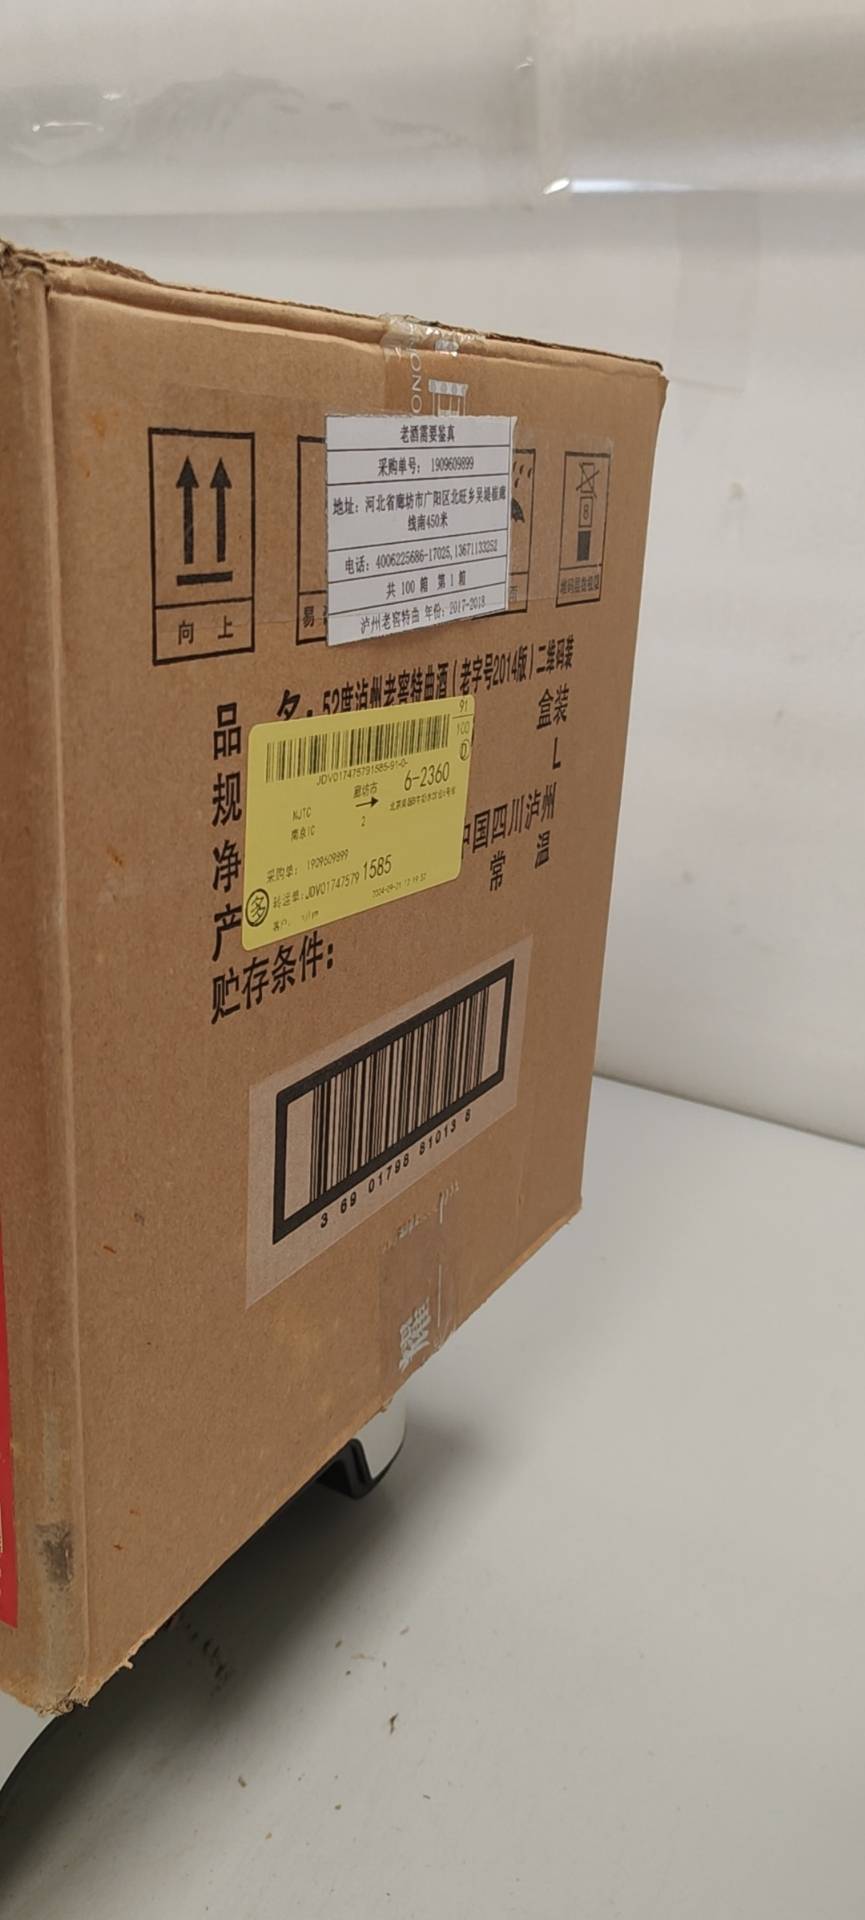 向上
老酒需要鉴真
采购单号： 1909609899
地址：河北省廊坊市广阳区北旺乡吴堤
线南450米
电话：4006225686-17025,13671133252
共 100 箱 第 1 箱
泸州老窖特曲 年份：2017-2018
品 名：52度泸州老窖特曲酒（老字号2014版）二维码装
规
盒装
净
L
产
中国四川泸州
贮存条件：
常 温
91
100
JDV017475791585-91-0-
廊坊市
6-2360
NJTC
2
采购单： 1909609899
多
转运单：JDV01747579 1585
3 69 01798 81013 8